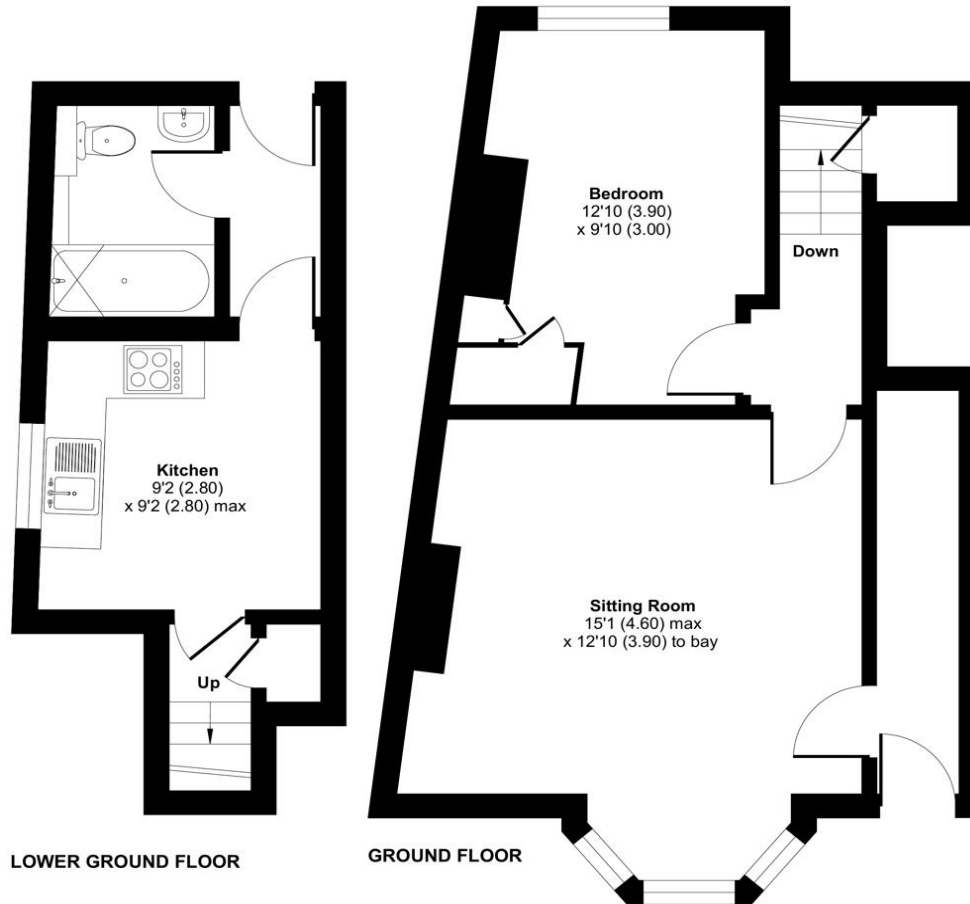 Bedroom
12'10 (3.90)
x 9'10 (3.00)
Down
Kitchen
9'2 (2.80)
x 9'2 (2.80) max
Sitting Room
15'1 (4.60) max
x 12'10 (3.90) to bay
Up
LOWER GROUND FLOOR
GROUND FLOOR